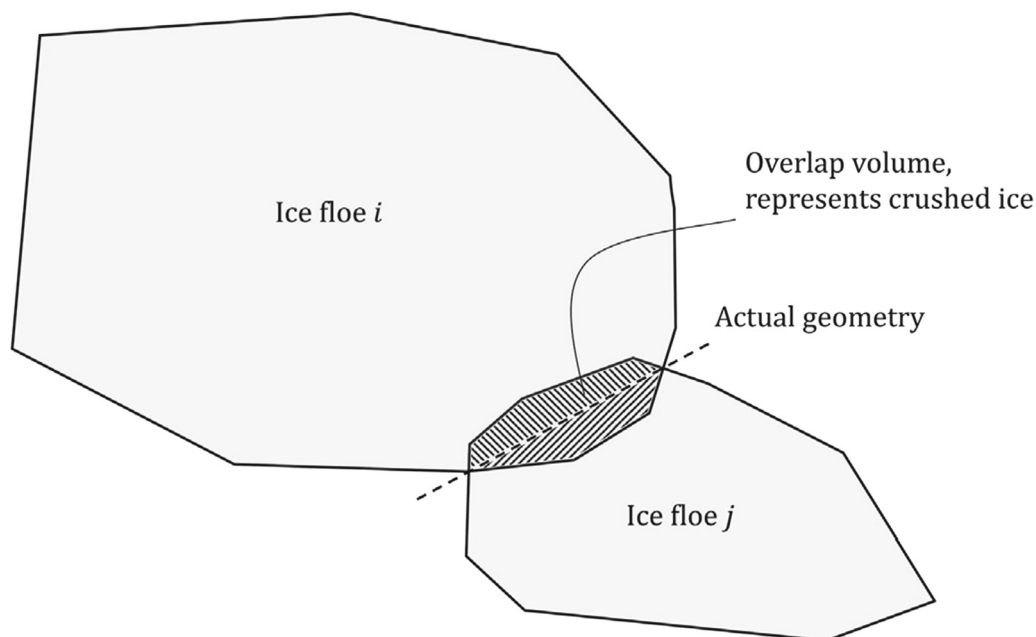 Overlap volume,
represents crushed ice
Ice floe i
Actual geometry
Ice floe j